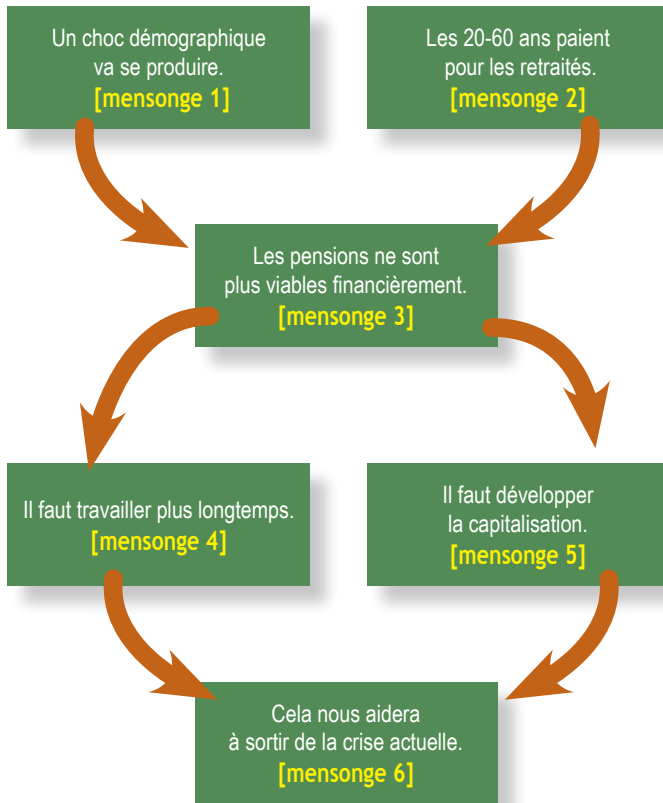 Un choc démographique
va se produire.
[mensonge 1]
Les 20-60 ans paient
pour les retraités.
[mensonge 2]
Les pensions ne sont
plus viables financièrement.
[mensonge 3]
Il faut travailler plus longtemps.
[mensonge 4]
Il faut développer
la capitalisation.
[mensonge 5]
Cela nous aidera
à sortir de la crise actuelle.
[mensonge 6]